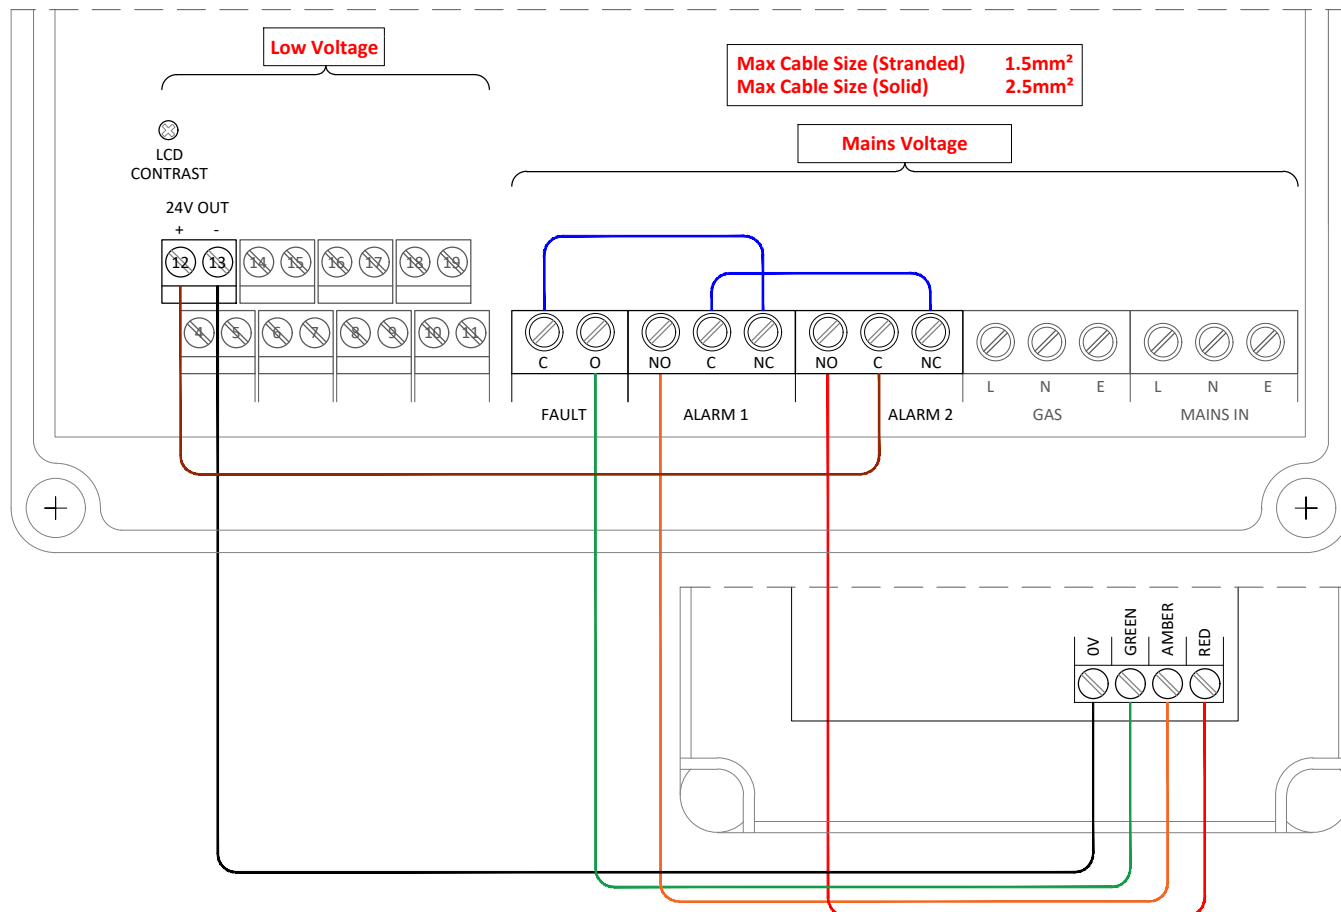 Low Voltage
Max Cable Size (Stranded) 1.5mm²
Max Cable Size (Solid) 2.5mm²
Mains Voltage
LCD
CONTRAST
24V OUT
+ -
12 13 14 15 16 17 18 19
4 5 6 7 8 9 10 11
C O NO C NC NO C NC
L N E L N E
FAULT ALARM 1 ALARM 2 GAS MAINS IN
0V GREEN AMBER RED